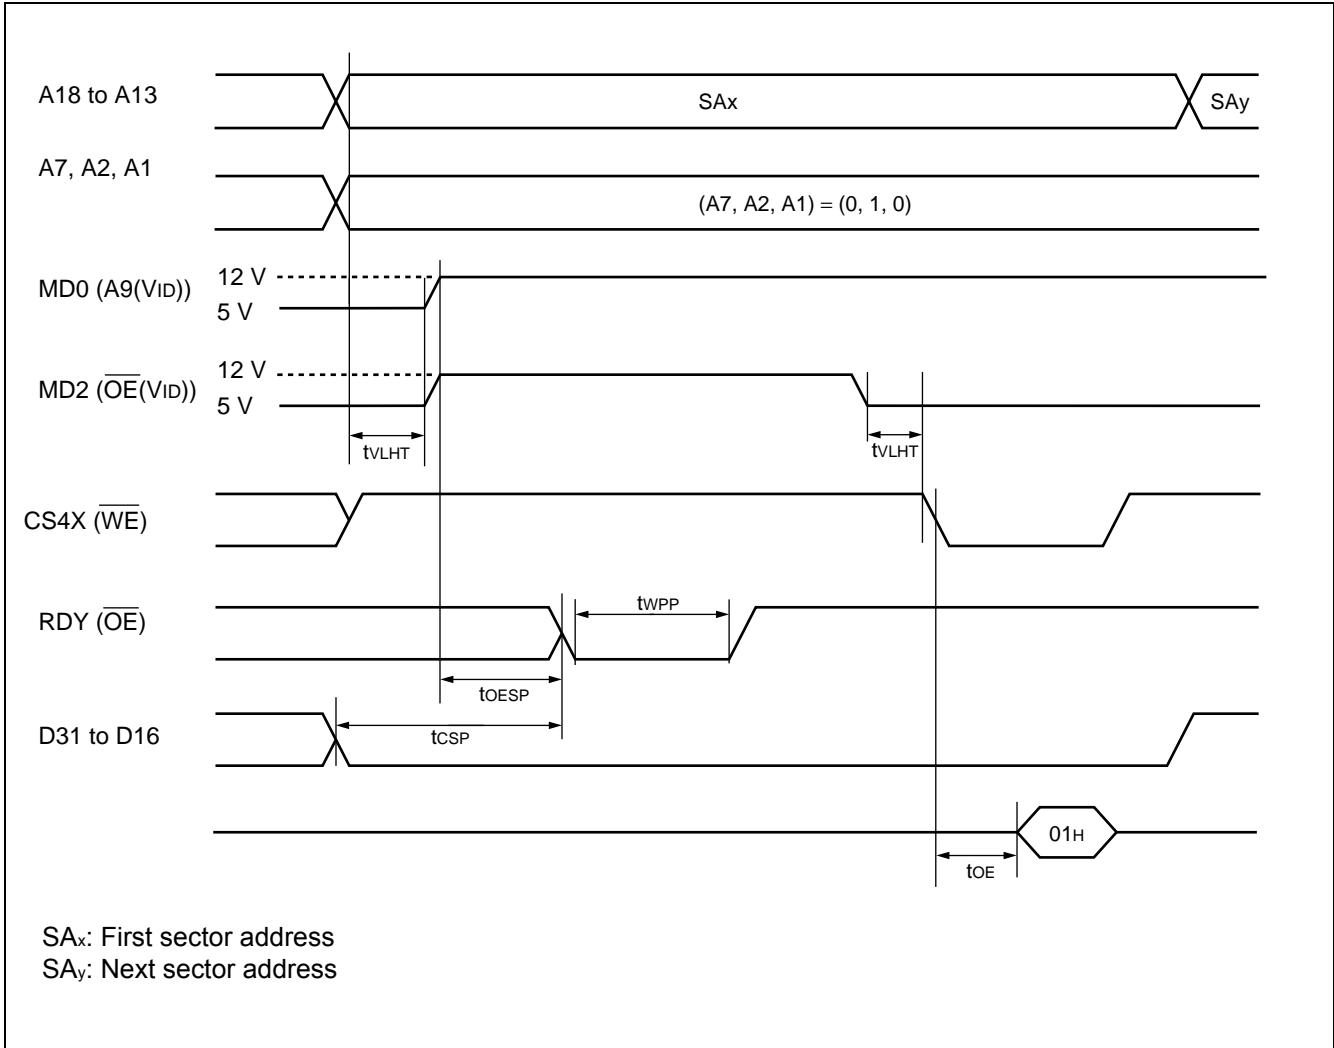 A18 to A13
SAx
SAy
A7, A2, A1
(A7, A2, A1) = (0, 1, 0)
MD0 (A9(VID))
12 V
5 V
MD2 (OE(VID))
12 V
5 V
tVLHT
tVLHT
CS4X (WE)
RDY (OE)
tWPP
tOESP
D31 to D16
tCSP
01H
tOE
SAx: First sector address
SAy: Next sector address